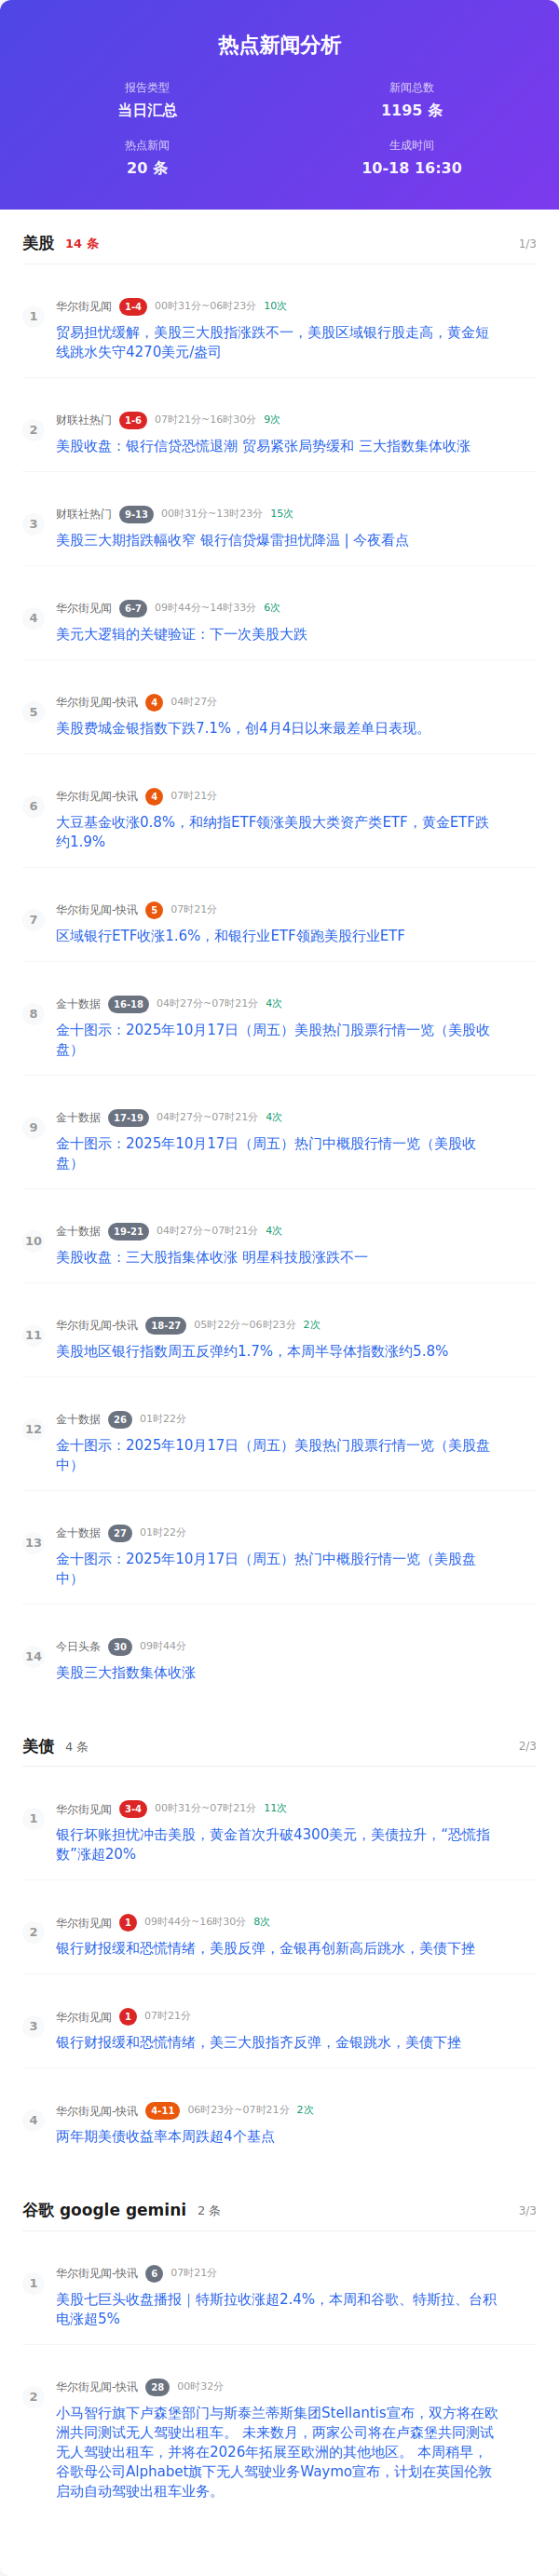 热点新闻分析
报告类型
当日汇总
新闻总数
1195 条
热点新闻
20 条
生成时间
10-18 16:30
美股 14 条 1/3
1
华尔街见闻 1-4 00时31分~06时23分 10次
贸易担忧缓解，美股三大股指涨跌不一，美股区域银行股走高，黄金短
线跳水失守4270美元/盎司
2
财联社热门 1-6 07时21分~16时30分 9次
美股收盘：银行信贷恐慌退潮 贸易紧张局势缓和 三大指数集体收涨
3
财联社热门 9-13 00时31分~13时23分 15次
美股三大期指跌幅收窄 银行信贷爆雷担忧降温 | 今夜看点
4
华尔街见闻 6-7 09时44分~14时33分 6次
美元大逻辑的关键验证：下一次美股大跌
5
华尔街见闻-快讯 4 04时27分
美股费城金银指数下跌7.1%，创4月4日以来最差单日表现。
6
华尔街见闻-快讯 4 07时21分
大豆基金收涨0.8%，和纳指ETF领涨美股大类资产类ETF，黄金ETF跌
约1.9%
7
华尔街见闻-快讯 5 07时21分
区域银行ETF收涨1.6%，和银行业ETF领跑美股行业ETF
8
金十数据 16-18 04时27分~07时21分 4次
金十图示：2025年10月17日（周五）美股热门股票行情一览（美股收
盘）
9
金十数据 17-19 04时27分~07时21分 4次
金十图示：2025年10月17日（周五）热门中概股行情一览（美股收
盘）
10
金十数据 19-21 04时27分~07时21分 4次
美股收盘：三大股指集体收涨 明星科技股涨跌不一
11
华尔街见闻-快讯 18-27 05时22分~06时23分 2次
美股地区银行指数周五反弹约1.7%，本周半导体指数涨约5.8%
12
金十数据 26 01时22分
金十图示：2025年10月17日（周五）美股热门股票行情一览（美股盘
中）
13
金十数据 27 01时22分
金十图示：2025年10月17日（周五）热门中概股行情一览（美股盘
中）
14
今日头条 30 09时44分
美股三大指数集体收涨
美债 4 条 2/3
1
华尔街见闻 3-4 00时31分~07时21分 11次
银行坏账担忧冲击美股，黄金首次升破4300美元，美债拉升，“恐慌指
数”涨超20%
2
华尔街见闻 1 09时44分~16时30分 8次
银行财报缓和恐慌情绪，美股反弹，金银再创新高后跳水，美债下挫
3
华尔街见闻 1 07时21分
银行财报缓和恐慌情绪，美三大股指齐反弹，金银跳水，美债下挫
4
华尔街见闻-快讯 4-11 06时23分~07时21分 2次
两年期美债收益率本周跌超4个基点
谷歌 google gemini 2 条 3/3
1
华尔街见闻-快讯 6 07时21分
美股七巨头收盘播报｜特斯拉收涨超2.4%，本周和谷歌、特斯拉、台积
电涨超5%
2
华尔街见闻-快讯 28 00时32分
小马智行旗下卢森堡部门与斯泰兰蒂斯集团Stellantis宣布，双方将在欧
洲共同测试无人驾驶出租车。 未来数月，两家公司将在卢森堡共同测试
无人驾驶出租车，并将在2026年拓展至欧洲的其他地区。 本周稍早，
谷歌母公司Alphabet旗下无人驾驶业务Waymo宣布，计划在英国伦敦
启动自动驾驶出租车业务。